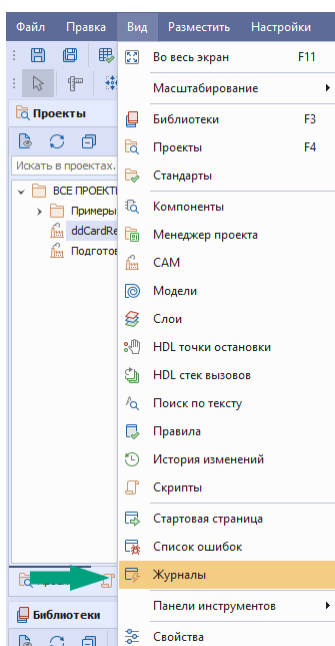 Файл Правка Вид Разместить Настройки
Во весь экран F11
Масштабирование
Библиотеки F3
Проекты F4
Стандарты
Компоненты
Менеджер проекта
CAM
Модели
Слои
HDL точки остановки
HDL стек вызовов
Поиск по тексту
Правила
История изменений
Скрипты
Стартовая страница
Список ошибок
Журналы
Панели инструментов
Свойства
Проекты
Искать в проектах.
ВСЕ ПРОЕКТ
Примеры
ddCardRe
Подготов
Библиотеки